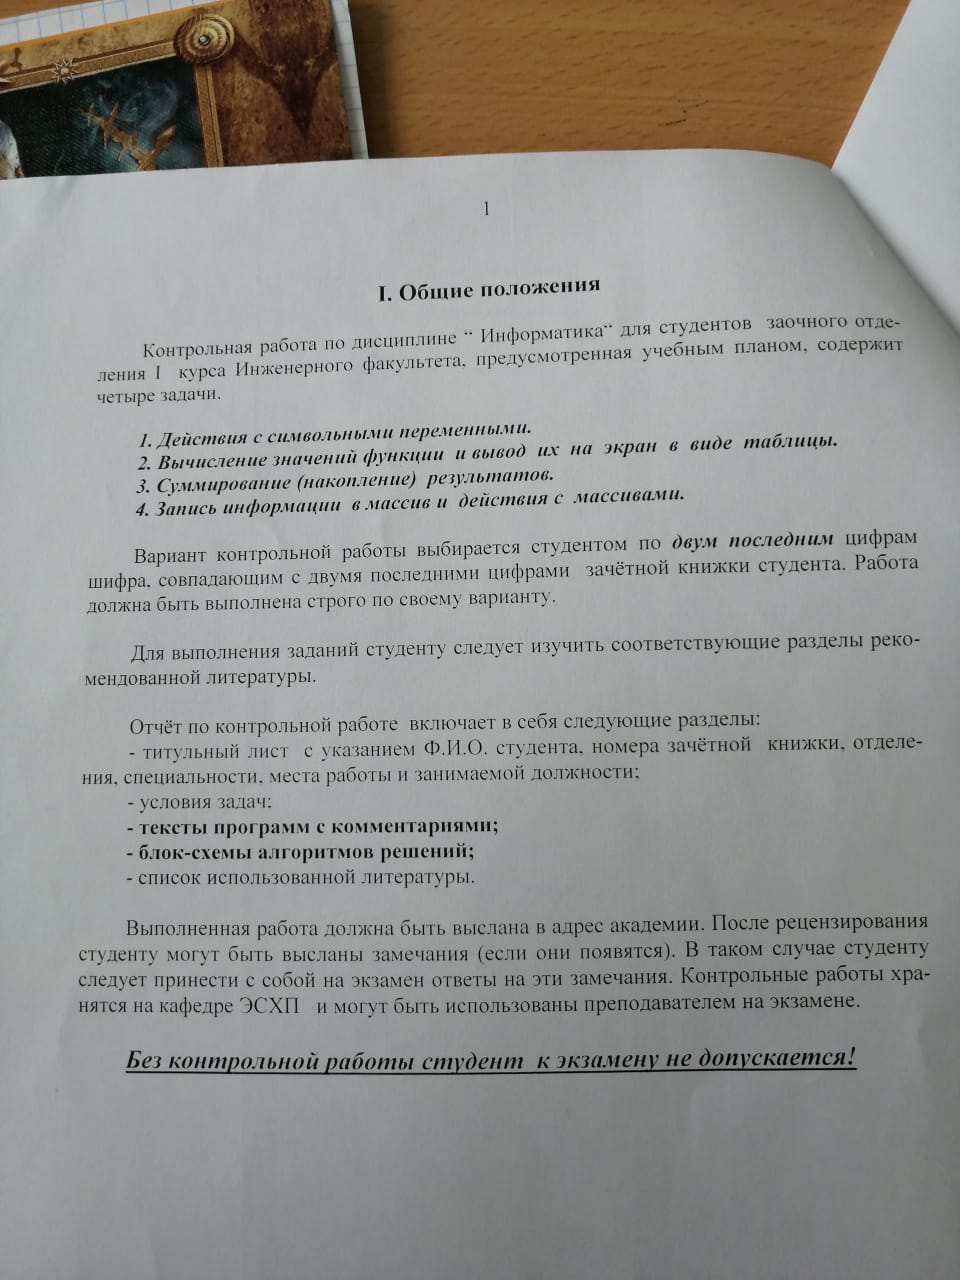 1
I. Общие положения
Контрольная работа по дисциплине “ Информатика“ для студентов заочного отде-
ления I курса Инженерного факультета, предусмотренная учебным планом, содержит
четыре задачи.
1. Действия с символьными переменными.
2. Вычисление значений функции и вывод их на экран в виде таблицы.
3. Суммирование (накопление) результатов.
4. Запись информации в массив и действия с массивами.
Вариант контрольной работы выбирается студентом по двум последним цифрам
шифра, совпадающим с двумя последними цифрами зачётной книжки студента. Работа
должна быть выполнена строго по своему варианту.
Для выполнения заданий студенту следует изучить соответствующие разделы реко-
мендованной литературы.
Отчёт по контрольной работе включает в себя следующие разделы:
- титульный лист с указанием Ф.И.О. студента, номера зачётной книжки, отделе-
ния, специальности, места работы и занимаемой должности;
- условия задач;
- тексты программ с комментариями;
- блок-схемы алгоритмов решений;
- список использованной литературы.
Выполненная работа должна быть выслана в адрес академии. После рецензирования
студенту могут быть высланы замечания (если они появятся). В таком случае студенту
следует принести с собой на экзамен ответы на эти замечания. Контрольные работы хра-
нятся на кафедре ЭСХП и могут быть использованы преподавателем на экзамене.
Без контрольной работы студент к экзамену не допускается!